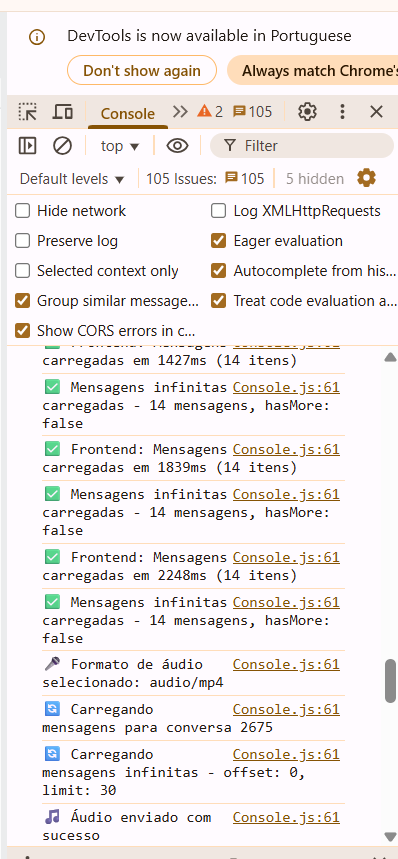 DevTools is now available in Portuguese
Don't show again
Always match Chrome's
Console
2
105
top
Filter
Default levels
105 Issues:
105
5 hidden
Hide network
Log XMLHttpRequests
Preserve log
Eager evaluation
Selected context only
Autocomplete from his...
Group similar message...
Treat code evaluation a...
Show CORS errors in c...
carregadas em 1427ms (14 itens)
Mensagens infinitas Console.js:61
carregadas - 14 mensagens, hasMore:
false
Frontend: Mensagens Console.js:61
carregadas em 1839ms (14 itens)
Mensagens infinitas Console.js:61
carregadas - 14 mensagens, hasMore:
false
Frontend: Mensagens Console.js:61
carregadas em 2248ms (14 itens)
Mensagens infinitas Console.js:61
carregadas - 14 mensagens, hasMore:
false
Formato de áudio Console.js:61
selecionado: audio/mp4
Carregando Console.js:61
mensagens para conversa 2675
Carregando Console.js:61
mensagens infinitas - offset: 0,
limit: 30
Áudio enviado com Console.js:61
sucesso